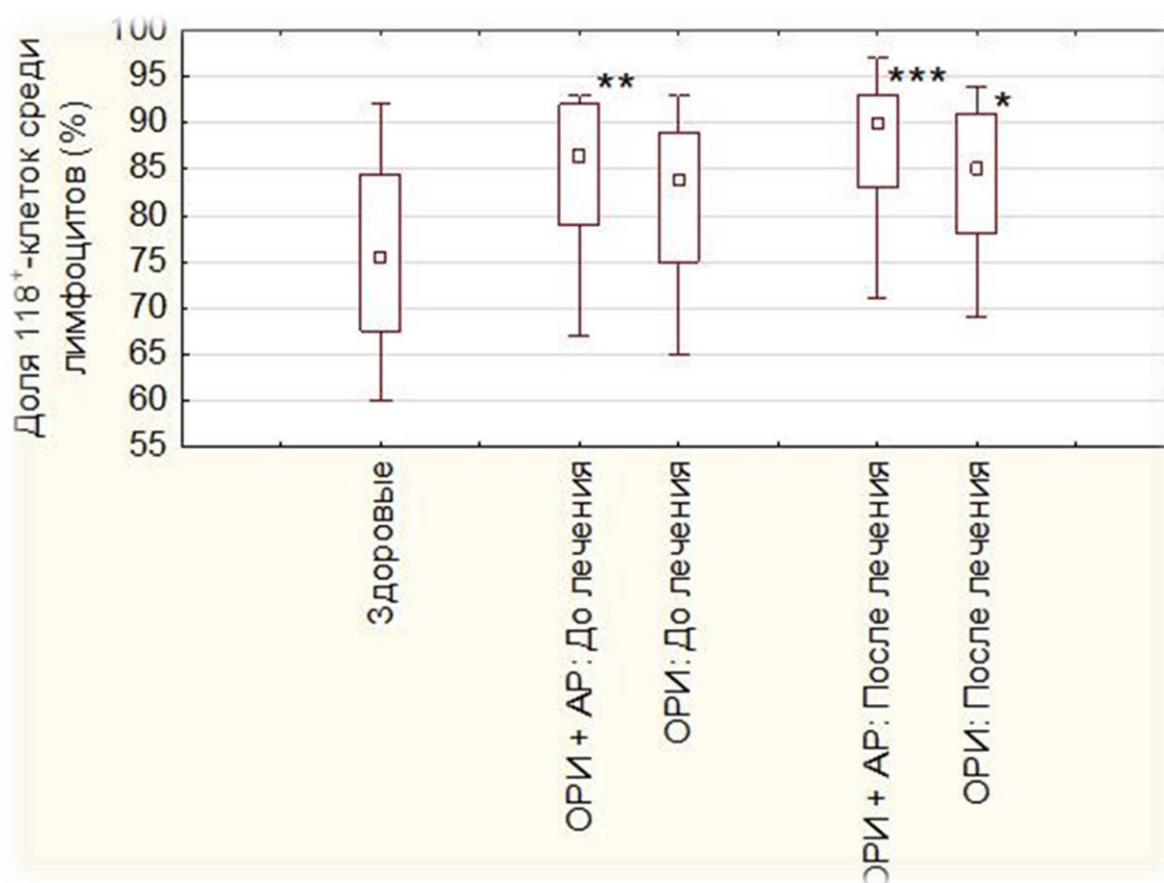 Доля 118⁺-клеток среди
лимфоцитов (%)
100
95
90
85
80
75
70
65
60
55
**
***
*
Здоровые
ОРИ + АР: До лечения
ОРИ: До лечения
ОРИ + АР: После лечения
ОРИ: После лечения